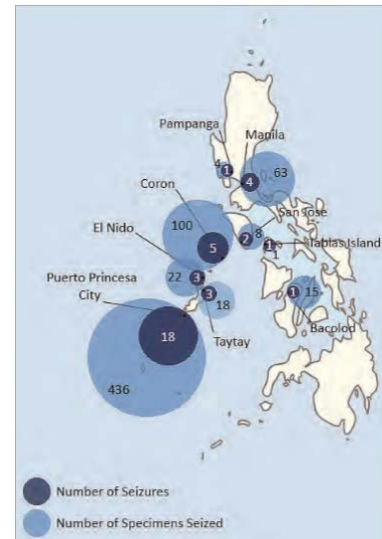 Pampanga
Manila
4
1
4
63
Coron
San Jose
100
2
8
El Nido
5
1
Tablas Island
1
Puerto Princesa
City
22
3
3
18
1
15
Taytay
Bacolod
18
436
Number of Seizures
Number of Specimens Seized